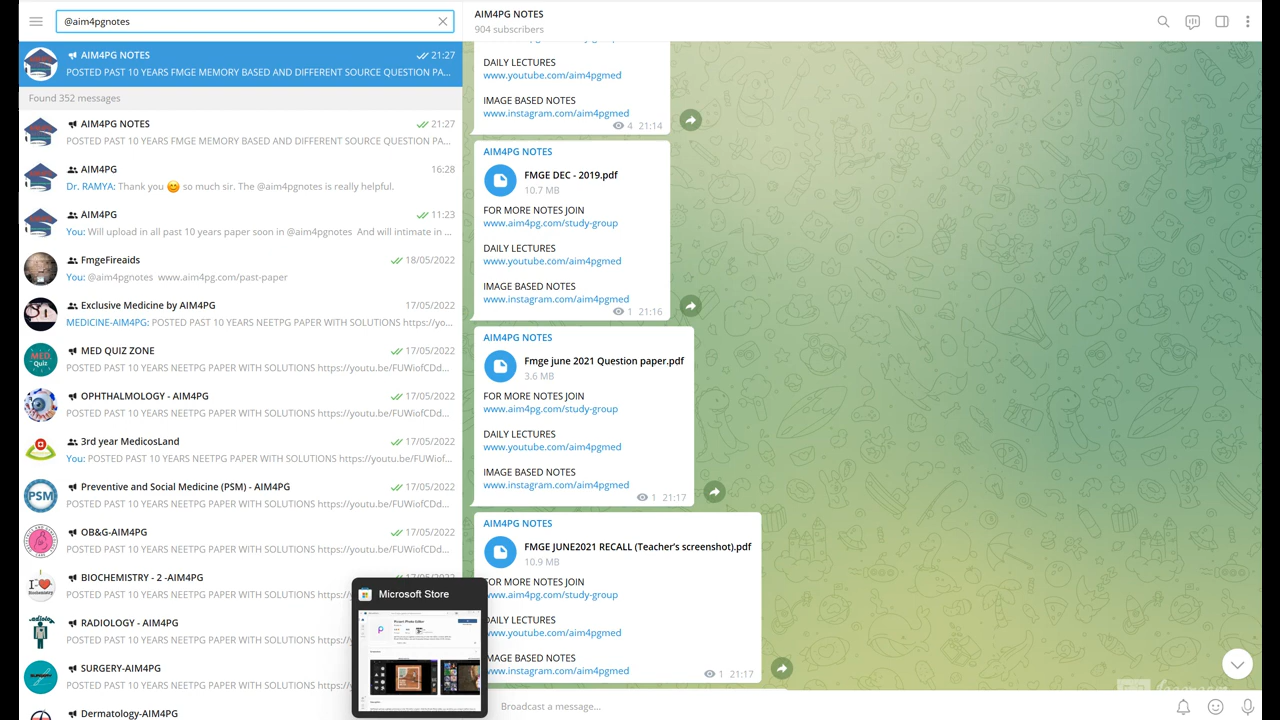 @aim4pgnotes
AIM4PG NOTES 21:27
POSTED PAST 10 YEARS FMGE MEMORY BASED AND DIFFERENT SOURCE QUESTION PA...
Found 352 messages
AIM4PG NOTES 21:27
POSTED PAST 10 YEARS FMGE MEMORY BASED AND DIFFERENT SOURCE QUESTION PA...
AIM4PG 16:28
Dr. RAMYA: Thank you 😊 so much sir. The @aim4pgnotes is really helpful.
AIM4PG 11:23
You: Will upload in all past 10 years paper soon in @aim4pgnotes And will intimate in ...
FmgeFireaids 18/05/2022
You: @aim4pgnotes www.aim4pg.com/past-paper
Exclusive Medicine by AIM4PG 17/05/2022
MEDICINE-AIM4PG: POSTED PAST 10 YEARS NEETPG PAPER WITH SOLUTIONS https://yo...
MED QUIZ ZONE 17/05/2022
POSTED PAST 10 YEARS NEETPG PAPER WITH SOLUTIONS https://youtu.be/FUWiofCDd...
MED.
Quiz
OPHTHALMOLOGY - AIM4PG 17/05/2022
POSTED PAST 10 YEARS NEETPG PAPER WITH SOLUTIONS https://youtu.be/FUWiofCDd...
3rd year MedicosLand 17/05/2022
You: POSTED PAST 10 YEARS NEETPG PAPER WITH SOLUTIONS https://youtu.be/FUWiof...
Preventive and Social Medicine (PSM) - AIM4PG 17/05/2022
POSTED PAST 10 YEARS NEETPG PAPER WITH SOLUTIONS https://youtu.be/FUWiofCDd...
PSM
OB&G-AIM4PG 17/05/2022
POSTED PAST 10 YEARS NEETPG PAPER WITH SOLUTIONS https://youtu.be/FUWiofCDd...
BIOCHEMISTRY - 2 -AIM4PG 17/05/2022
POSTED PAST 10 YEARS NEETPG PAPER WITH
RADIOLOGY - AIM4PG
POSTED PAST 10 YEARS NEETPG PAPER WITH
SURGERY-AIM4PG
POSTED PAST 10 YEARS NEETPG PAPER WITH
Dermatology-AIM4PG
Microsoft Store
AIM4PG NOTES
904 subscribers
DAILY LECTURES
www.youtube.com/aim4pgmed
IMAGE BASED NOTES
www.instagram.com/aim4pgmed
4 21:14
AIM4PG NOTES
FMGE DEC - 2019.pdf
10.7 MB
FOR MORE NOTES JOIN
www.aim4pg.com/study-group
DAILY LECTURES
www.youtube.com/aim4pgmed
IMAGE BASED NOTES
www.instagram.com/aim4pgmed
1 21:16
AIM4PG NOTES
Fmge june 2021 Question paper.pdf
3.6 MB
FOR MORE NOTES JOIN
www.aim4pg.com/study-group
DAILY LECTURES
www.youtube.com/aim4pgmed
IMAGE BASED NOTES
www.instagram.com/aim4pgmed
1 21:17
AIM4PG NOTES
FMGE JUNE2021 RECALL (Teacher's screenshot).pdf
10.9 MB
FOR MORE NOTES JOIN
www.aim4pg.com/study-group
DAILY LECTURES
www.youtube.com/aim4pgmed
IMAGE BASED NOTES
www.instagram.com/aim4pgmed
1 21:17
Broadcast a message...